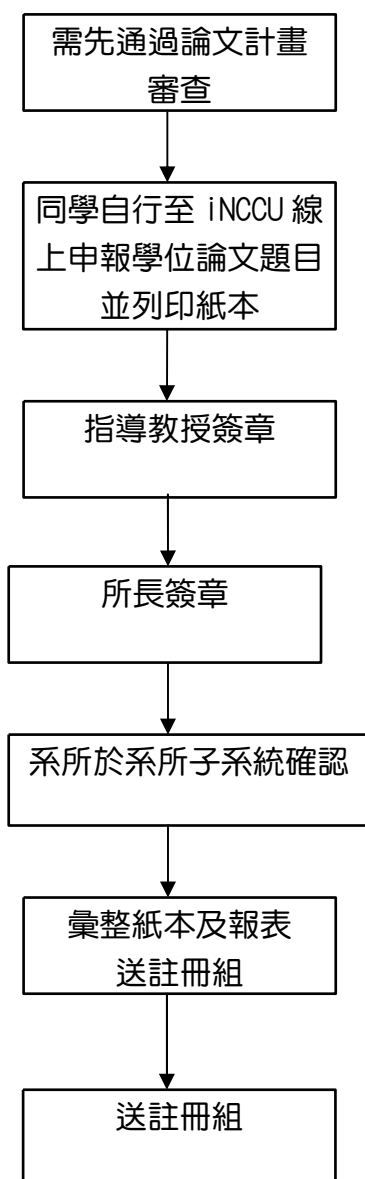 需先通過論文計畫
審查
同學自行至 iNCCU 線
上申報學位論文題目
並列印紙本
指導教授簽章
所長簽章
系所於系所子系統確認
彙整紙本及報表
送註冊組
送註冊組